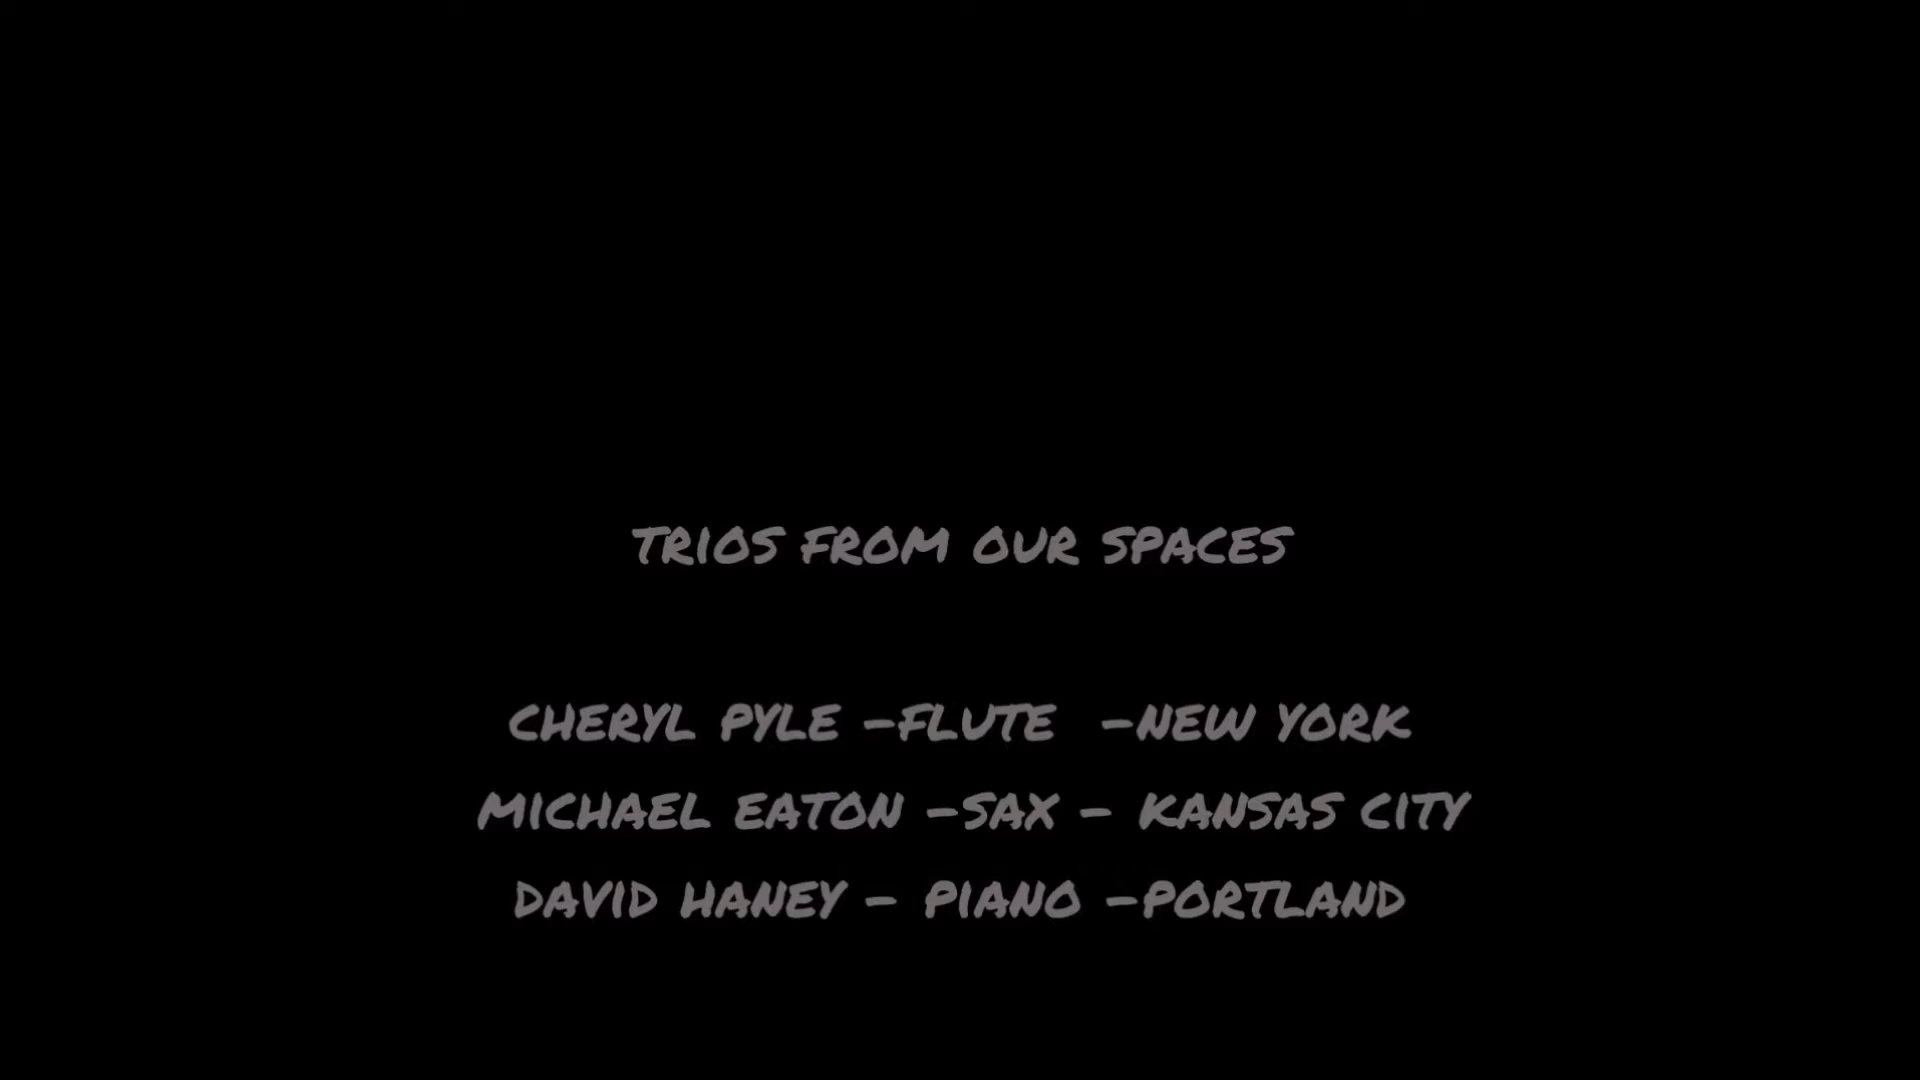 TRIOS FROM OUR SPACES
CHERYL PYLE -FLUTE -NEW YORK
MICHAEL EATON -SAX - KANSAS CITY
DAVID HANEY - PIANO -PORTLAND